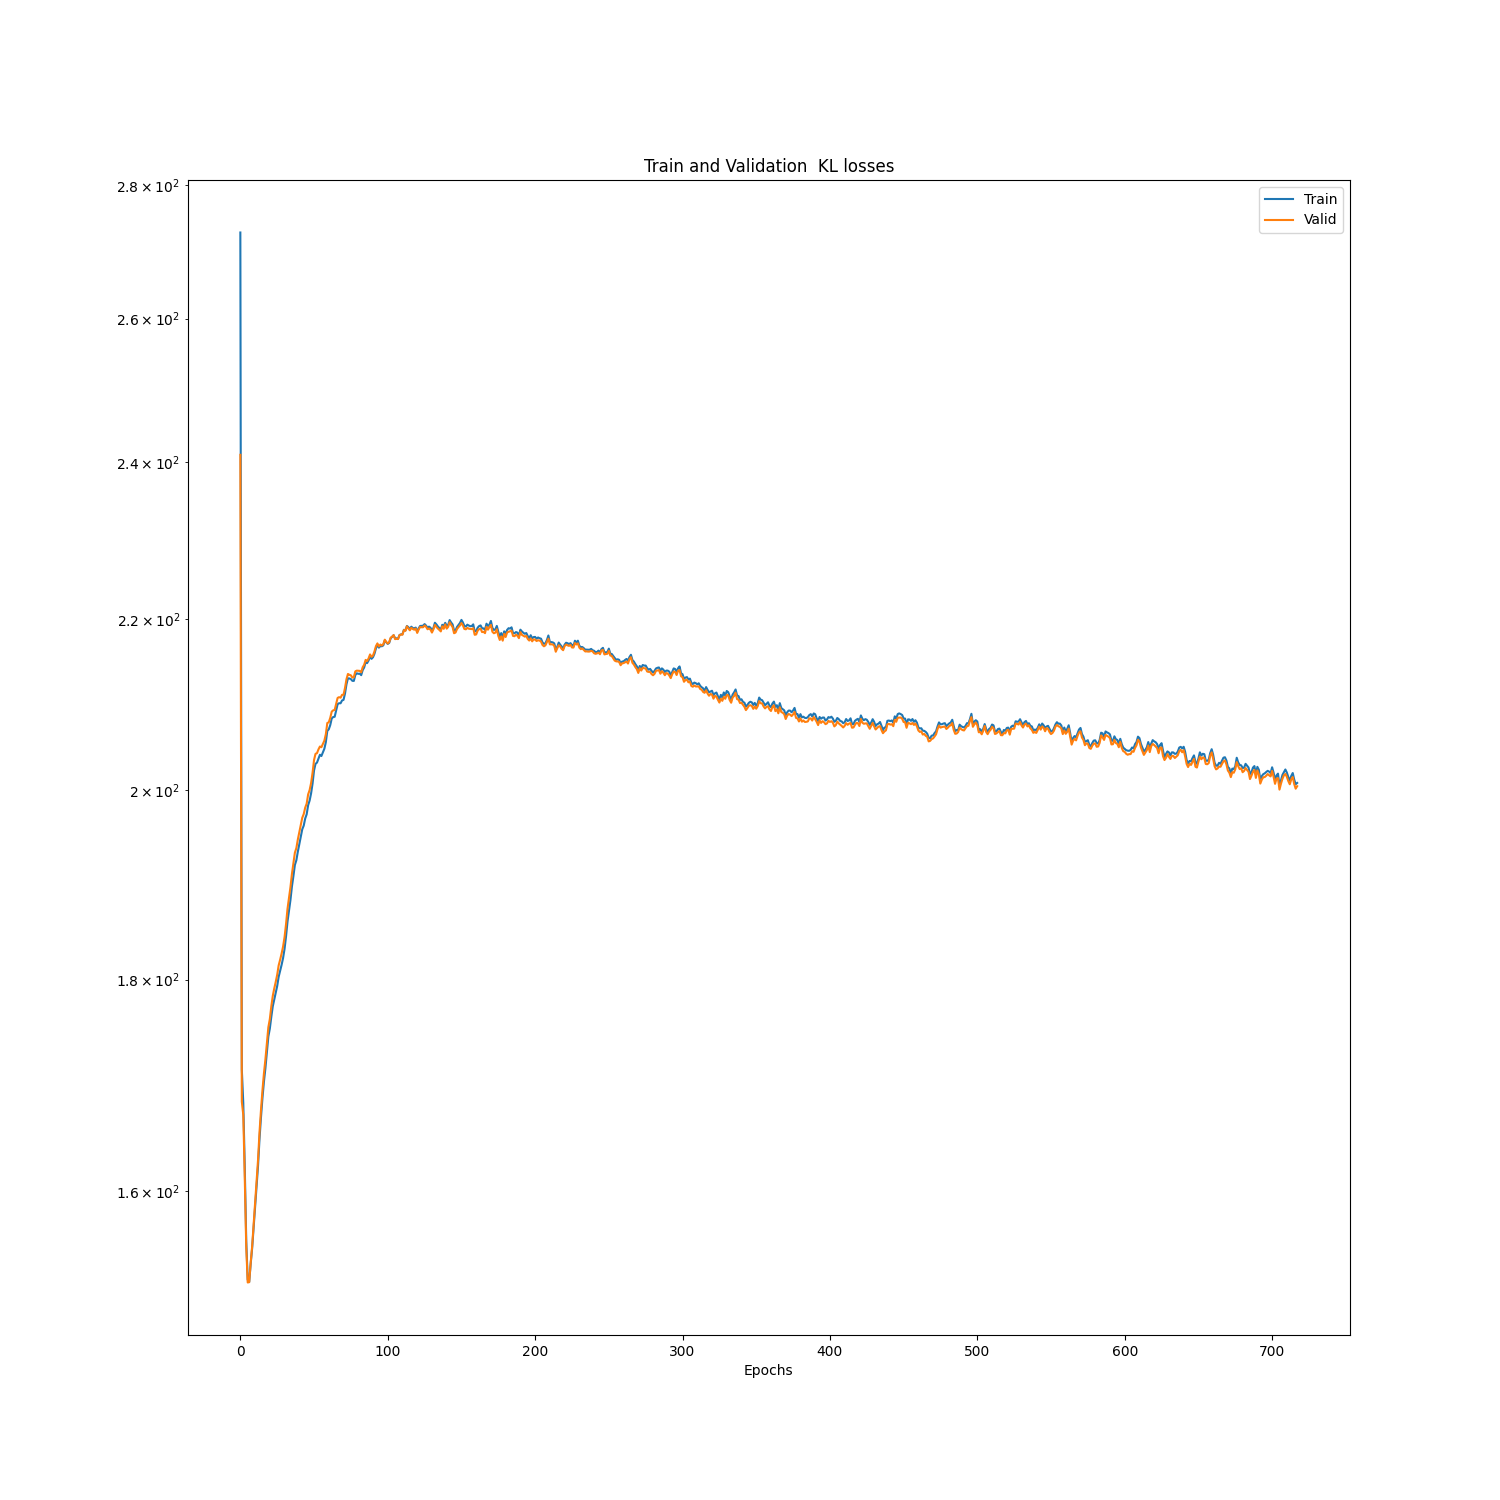 Train and Validation  KL losses
Train
Valid
2.8 × 10²
2.6 × 10²
2.4 × 10²
2.2 × 10²
2 × 10²
1.8 × 10²
1.6 × 10²
0 100 200 300 400 500 600 700
Epochs